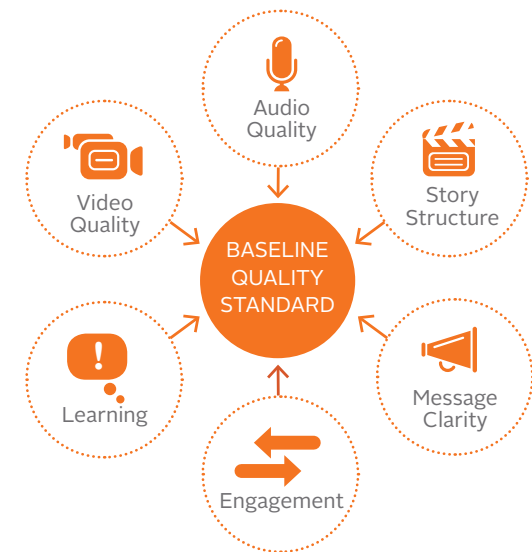 Audio
Quality
Video
Quality
Story
Structure
BASELINE
QUALITY
STANDARD
!
Learning
Message
Clarity
Engagement